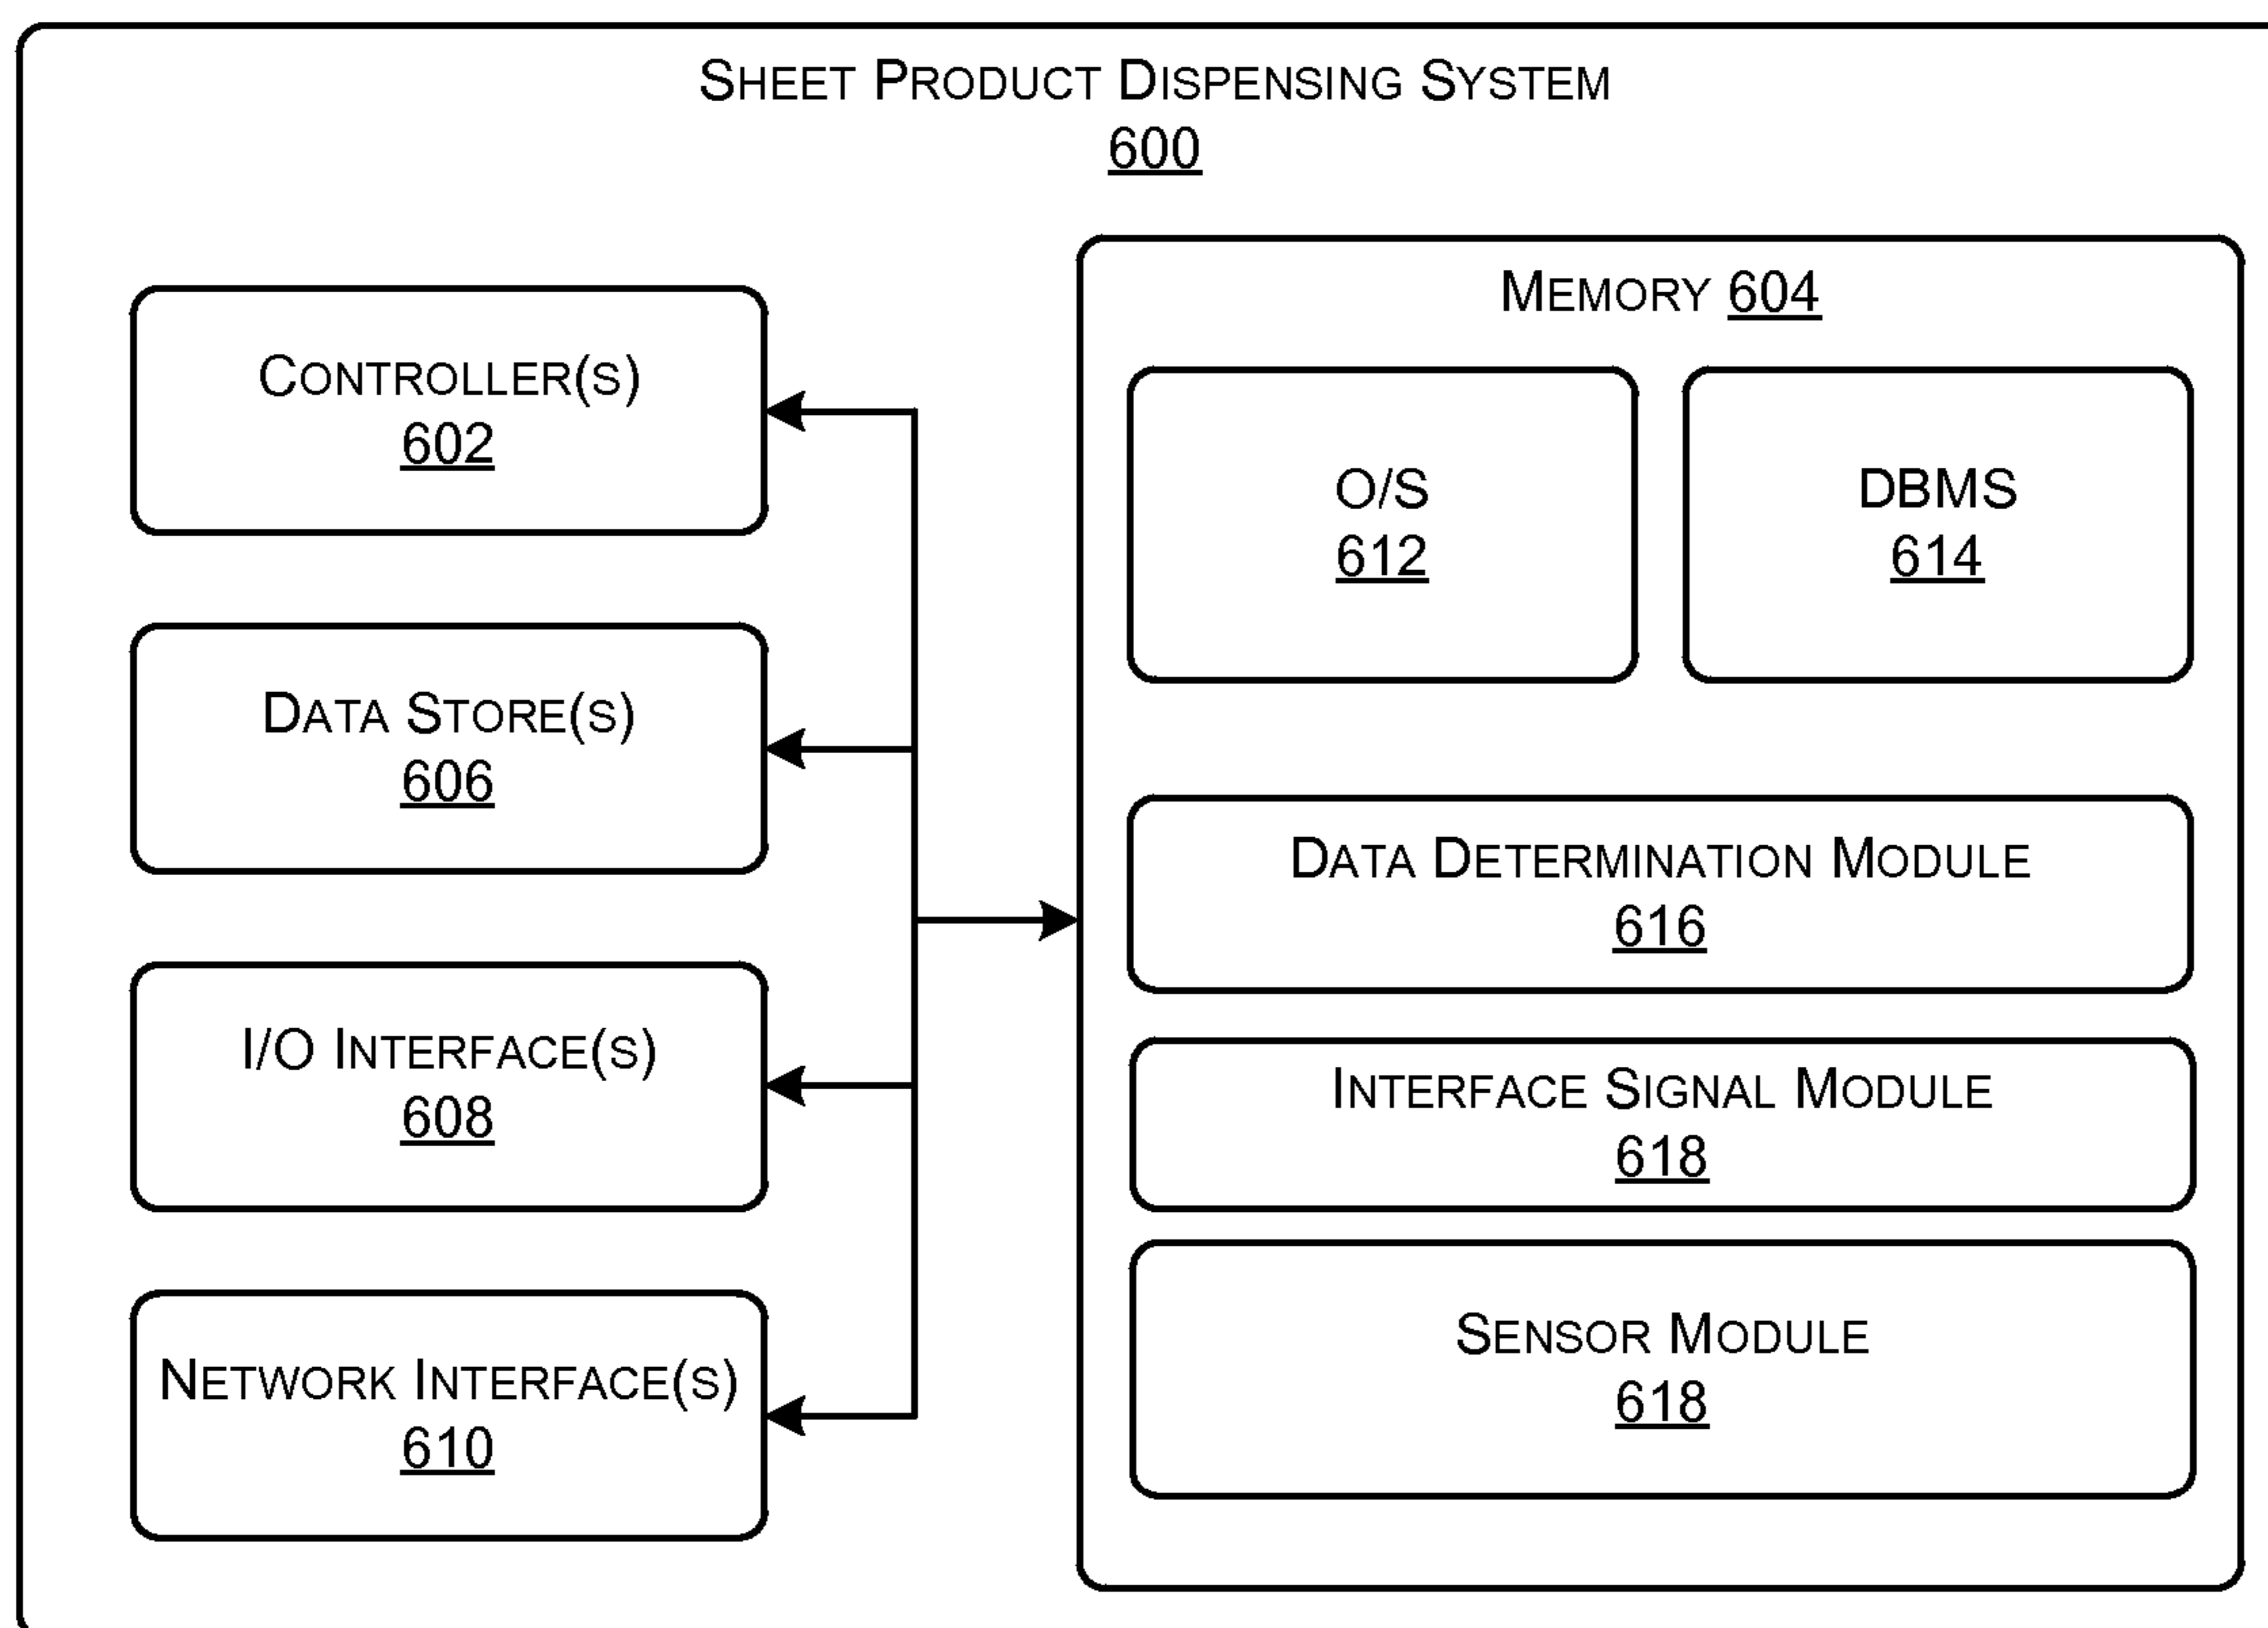 SHEET PRODUCT DISPENSING SYSTEM
600
CONTROLLER(S)
602
DATA STORE(S)
606
I/O INTERFACE(S)
608
NETWORK INTERFACE(S)
610
MEMORY 604
O/S
612
DBMS
614
DATA DETERMINATION MODULE
616
INTERFACE SIGNAL MODULE
618
SENSOR MODULE
618